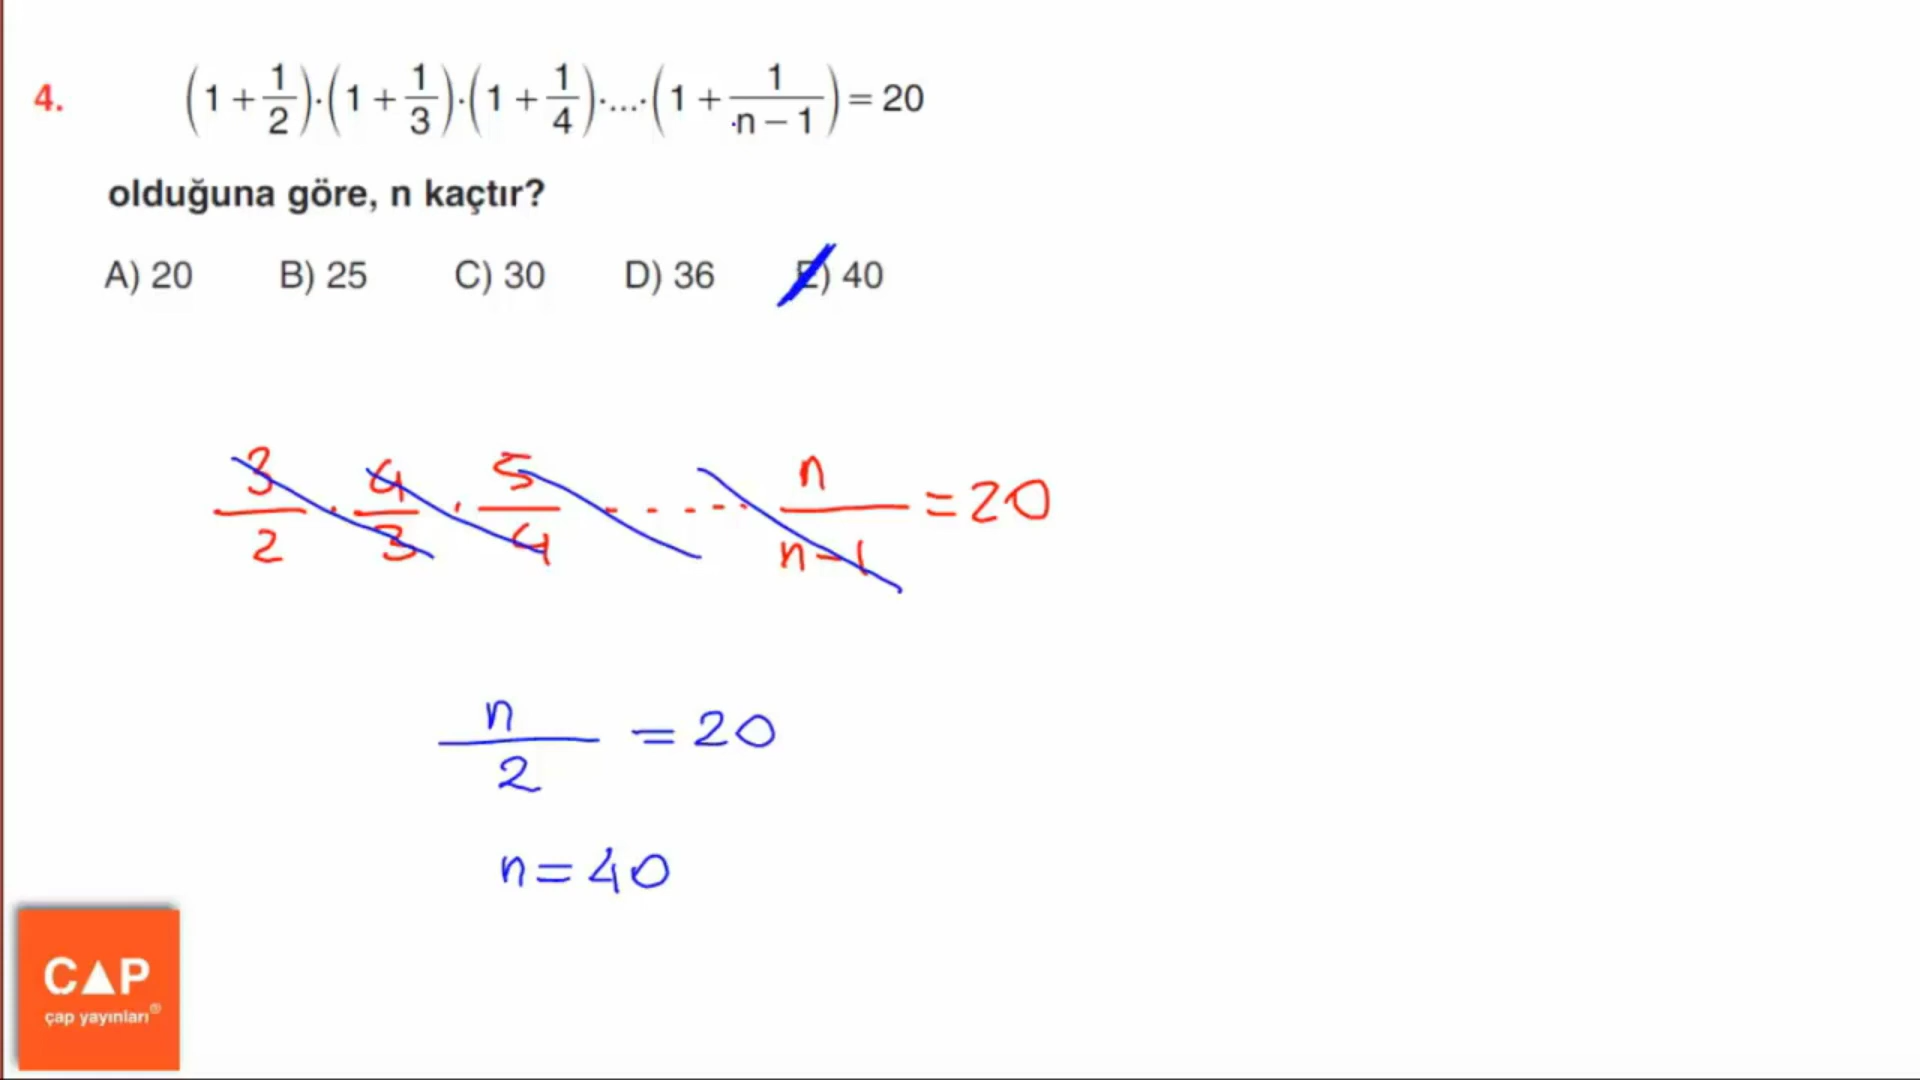 4. (1 + 1/2)·(1 + 1/3)·(1 + 1/4)·...·(1 + 1/(n − 1)) = 20
olduğuna göre, n kaçtır?
A) 20 B) 25 C) 30 D) 36 E) 40
3/2 · 4/3 · 5/4 ..... n/(n−1) = 20
n/2 = 20
n = 40
CAP
çap yayınları®